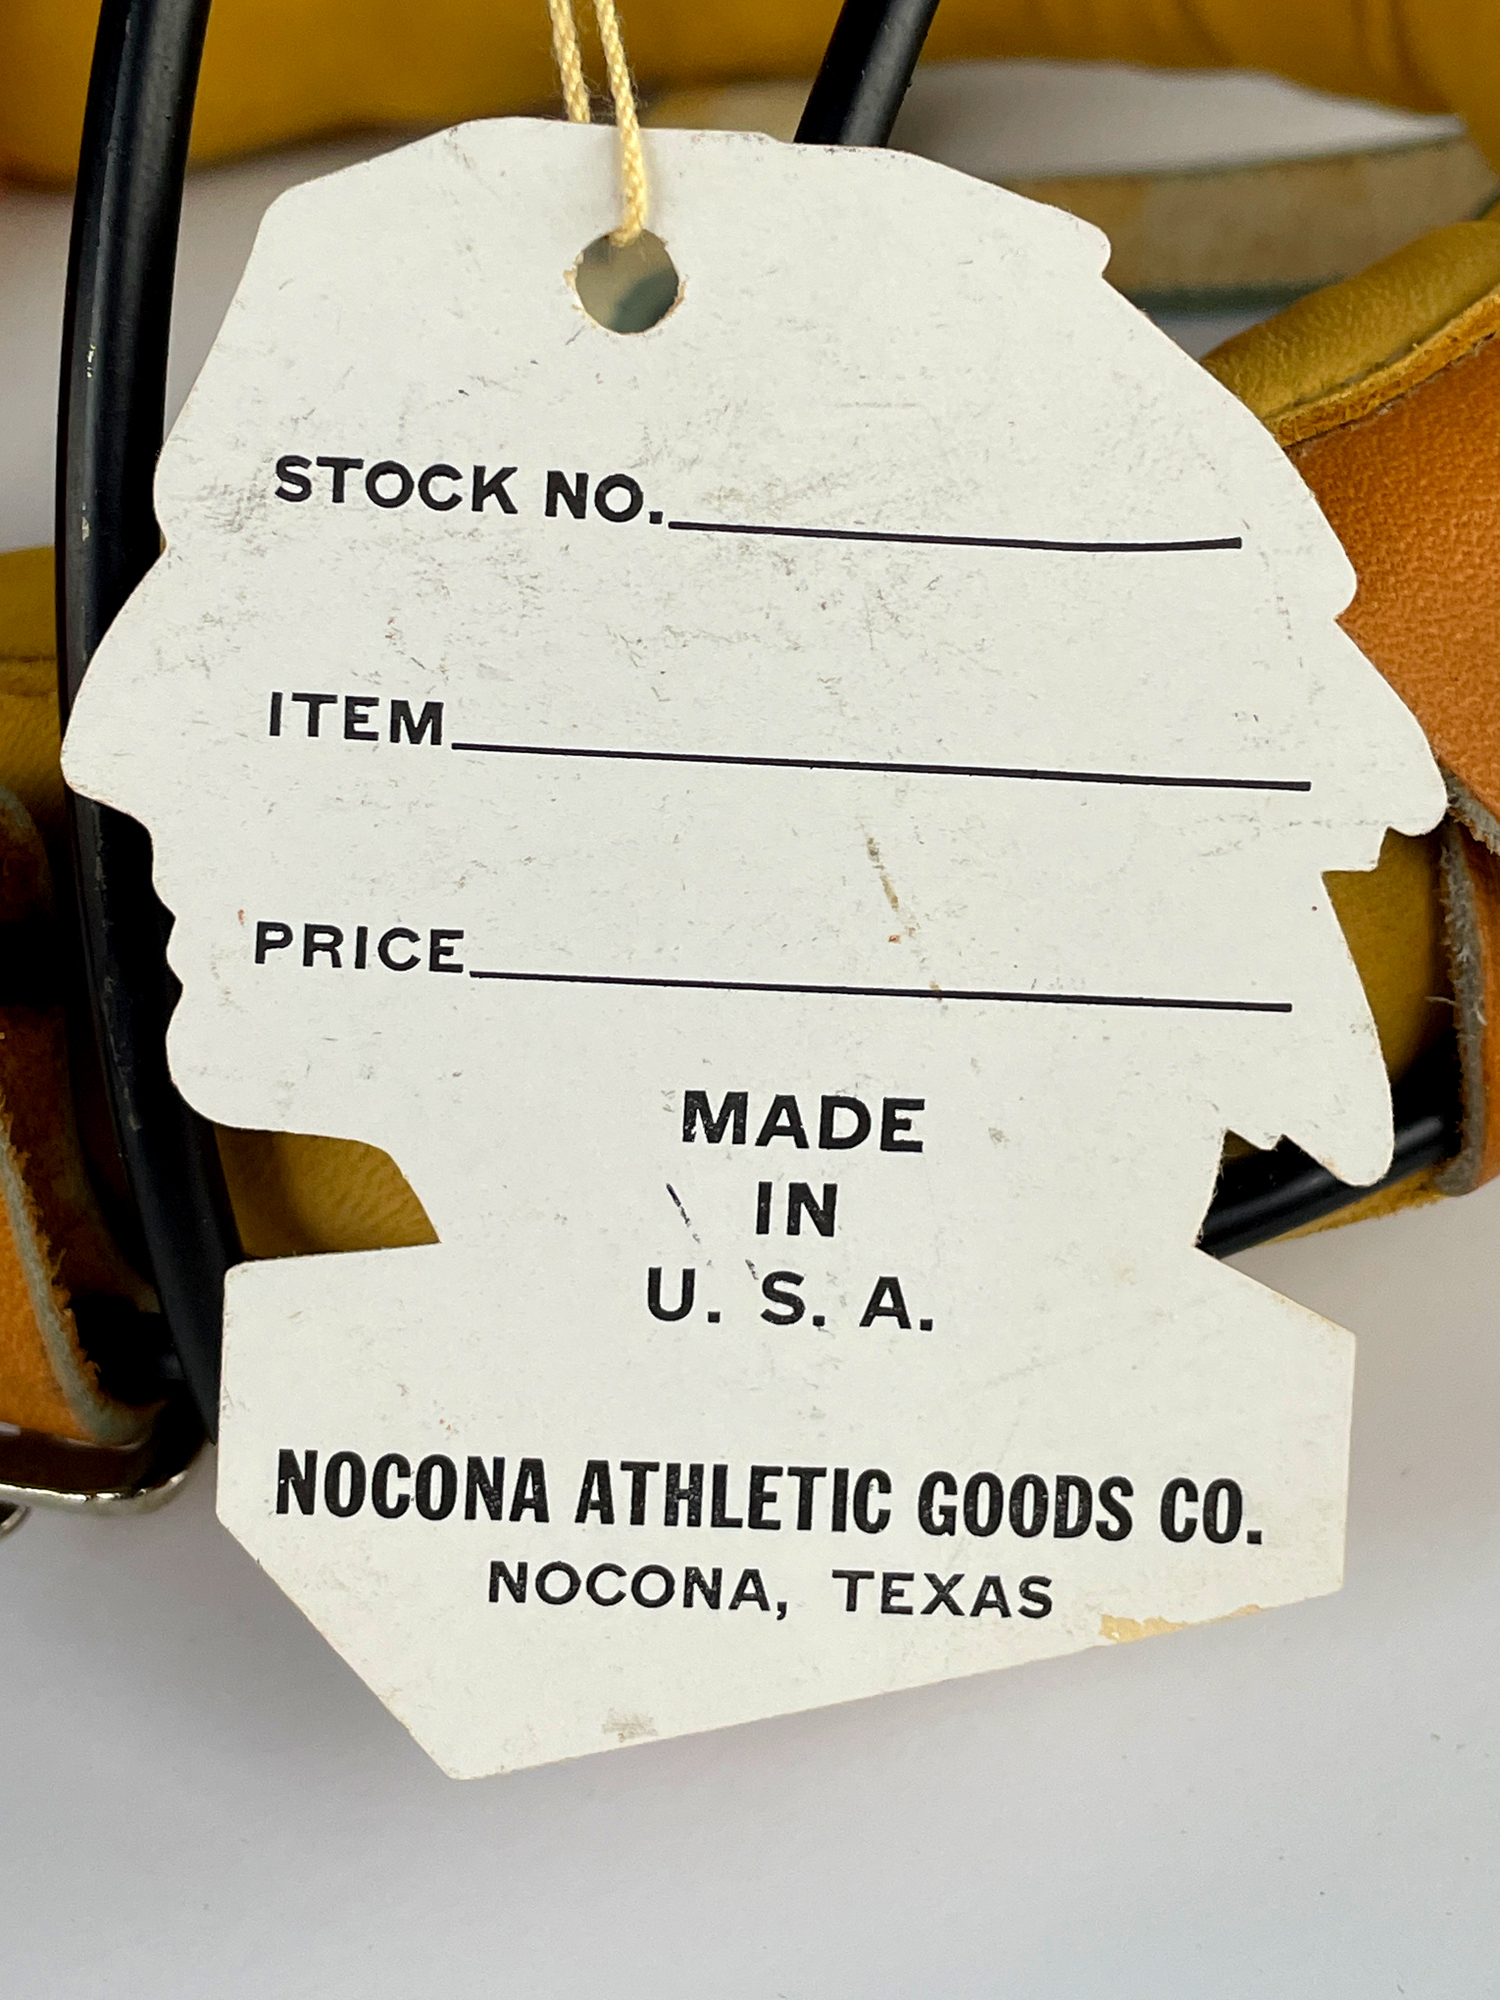 STOCK NO.
ITEM
PRICE
MADE
IN
U. S. A.
NOCONA ATHLETIC GOODS CO.
NOCONA, TEXAS